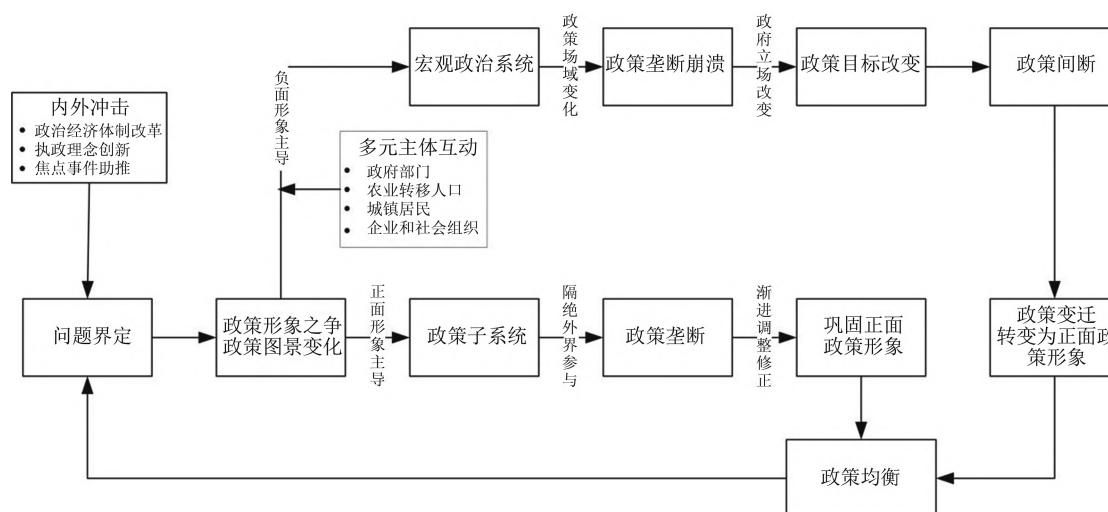 内外冲击
• 政治经济体制改革
• 执政理念创新
• 焦点事件助推
负面形象主导
宏观政治系统
政策场域变化
政策垄断崩溃
政府立场改变
政策目标改变
政策间断
多元主体互动
• 政府部门
• 农业转移人口
• 城镇居民
• 企业和社会组织
问题界定
政策形象之争
政策图景变化
正面形象主导
政策子系统
隔绝外界参与
政策垄断
渐进调整修正
巩固正面
政策形象
政策变迁
转变为正面政
策形象
政策均衡